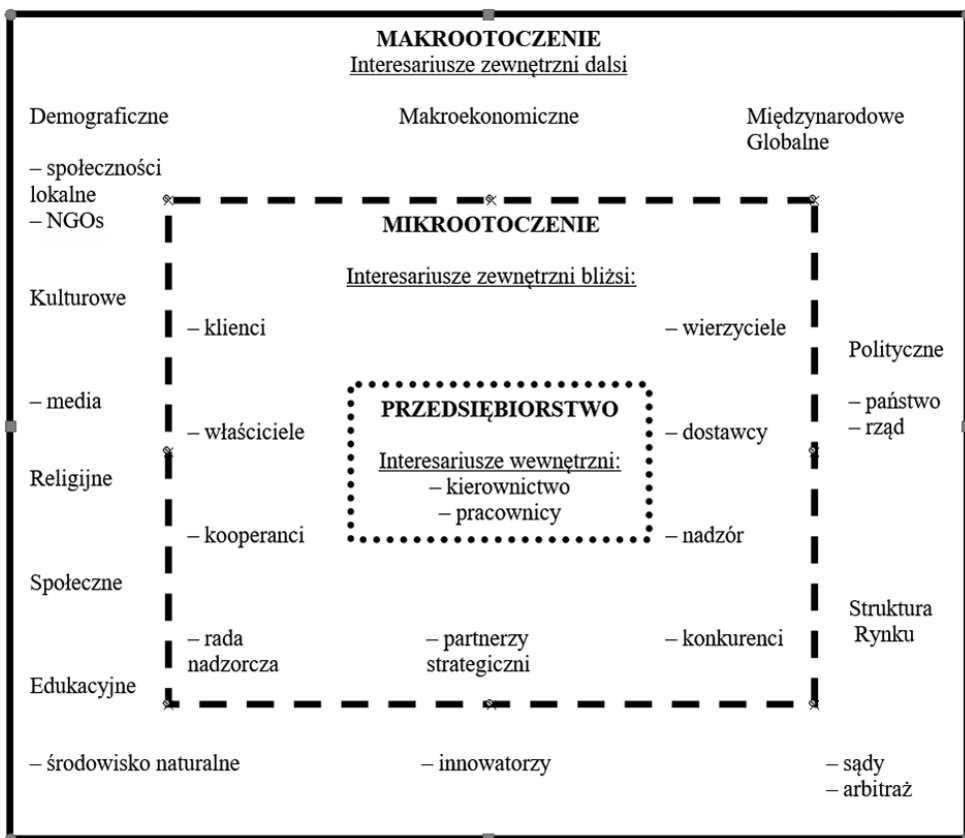 MAKROOTOCZENIE
Interesariusze zewnętrzni dalsi
Demograficzne
Makroekonomiczne
Międzynarodowe
Globalne
– społeczności
lokalne
– NGOs
MIKROOTOCZENIE
Interesariusze zewnętrzni bliżsi:
Kulturowe
– klienci
– wierzyciele
Polityczne
– media
– państwo
– rząd
– właściciele
PRZEDSIĘBIORSTWO
Interesariusze wewnętrzni:
– kierownictwo
– pracownicy
– dostawcy
Religijne
– kooperanci
– nadzór
Społeczne
Struktura
Rynku
– rada
nadzorcza
– partnerzy
strategiczni
– konkurenci
Edukacyjne
– środowisko naturalne
– innowatorzy
– sądy
– arbitraż